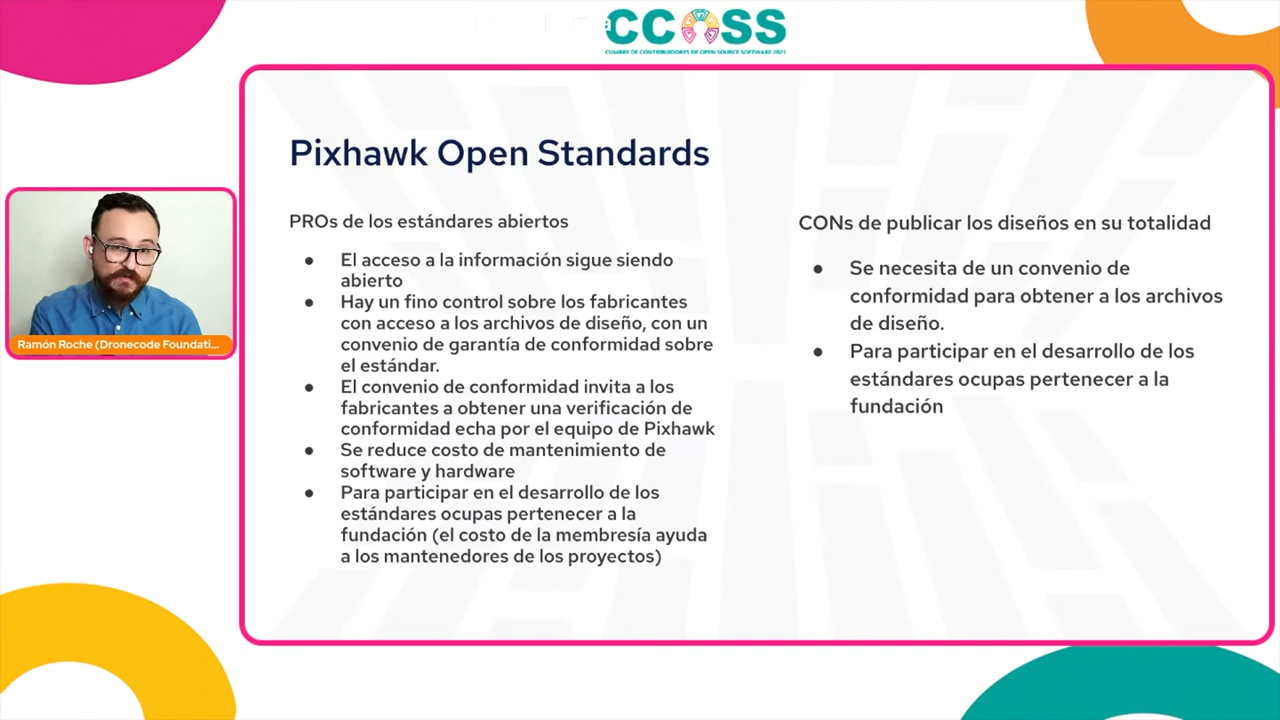 CCOSS
CUMBRE DE CONTRIBUIDORES DE OPEN SOURCE SOFTWARE 2021
Pixhawk Open Standards
PROs de los estándares abiertos
● El acceso a la información sigue siendo
abierto
● Hay un fino control sobre los fabricantes
con acceso a los archivos de diseño, con un
convenio de garantía de conformidad sobre
el estándar.
● El convenio de conformidad invita a los
fabricantes a obtener una verificación de
conformidad echa por el equipo de Pixhawk
● Se reduce costo de mantenimiento de
software y hardware
● Para participar en el desarrollo de los
estándares ocupas pertenecer a la
fundación (el costo de la membresía ayuda
a los mantenedores de los proyectos)
CONs de publicar los diseños en su totalidad
● Se necesita de un convenio de
conformidad para obtener a los archivos
de diseño.
● Para participar en el desarrollo de los
estándares ocupas pertenecer a la
fundación
Ramón Roche (Dronecode Foundati...